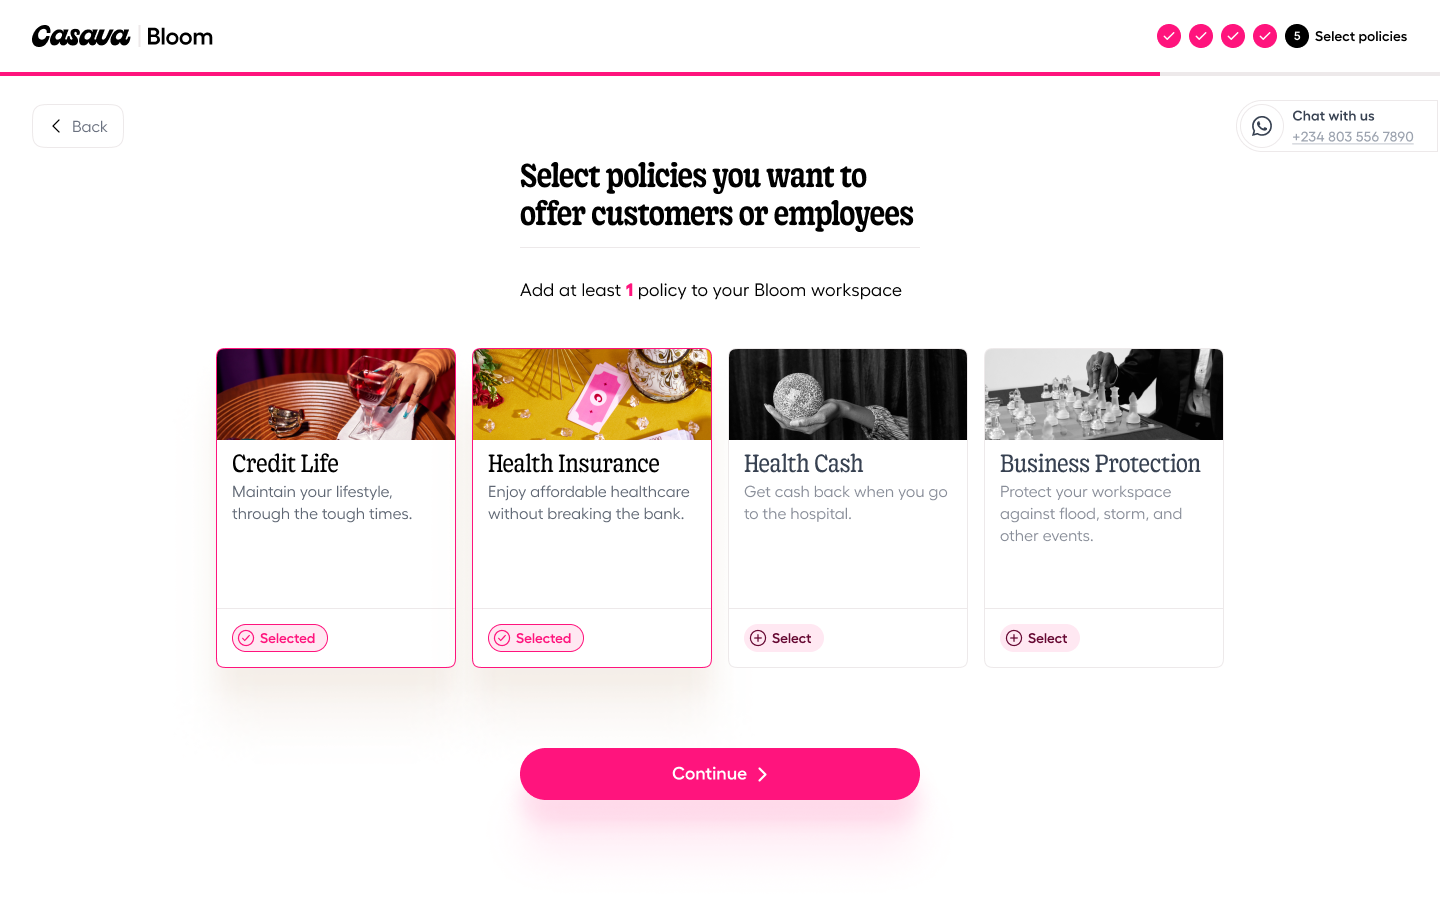 Casava Bloom
5 Select policies
Back
Chat with us
+234 803 556 7890
Select policies you want to
offer customers or employees
Add at least 1 policy to your Bloom workspace
Credit Life
Maintain your lifestyle,
through the tough times.
Selected
Health Insurance
Enjoy affordable healthcare
without breaking the bank.
Selected
Health Cash
Get cash back when you go
to the hospital.
Select
Business Protection
Protect your workspace
against flood, storm, and
other events.
Select
Continue